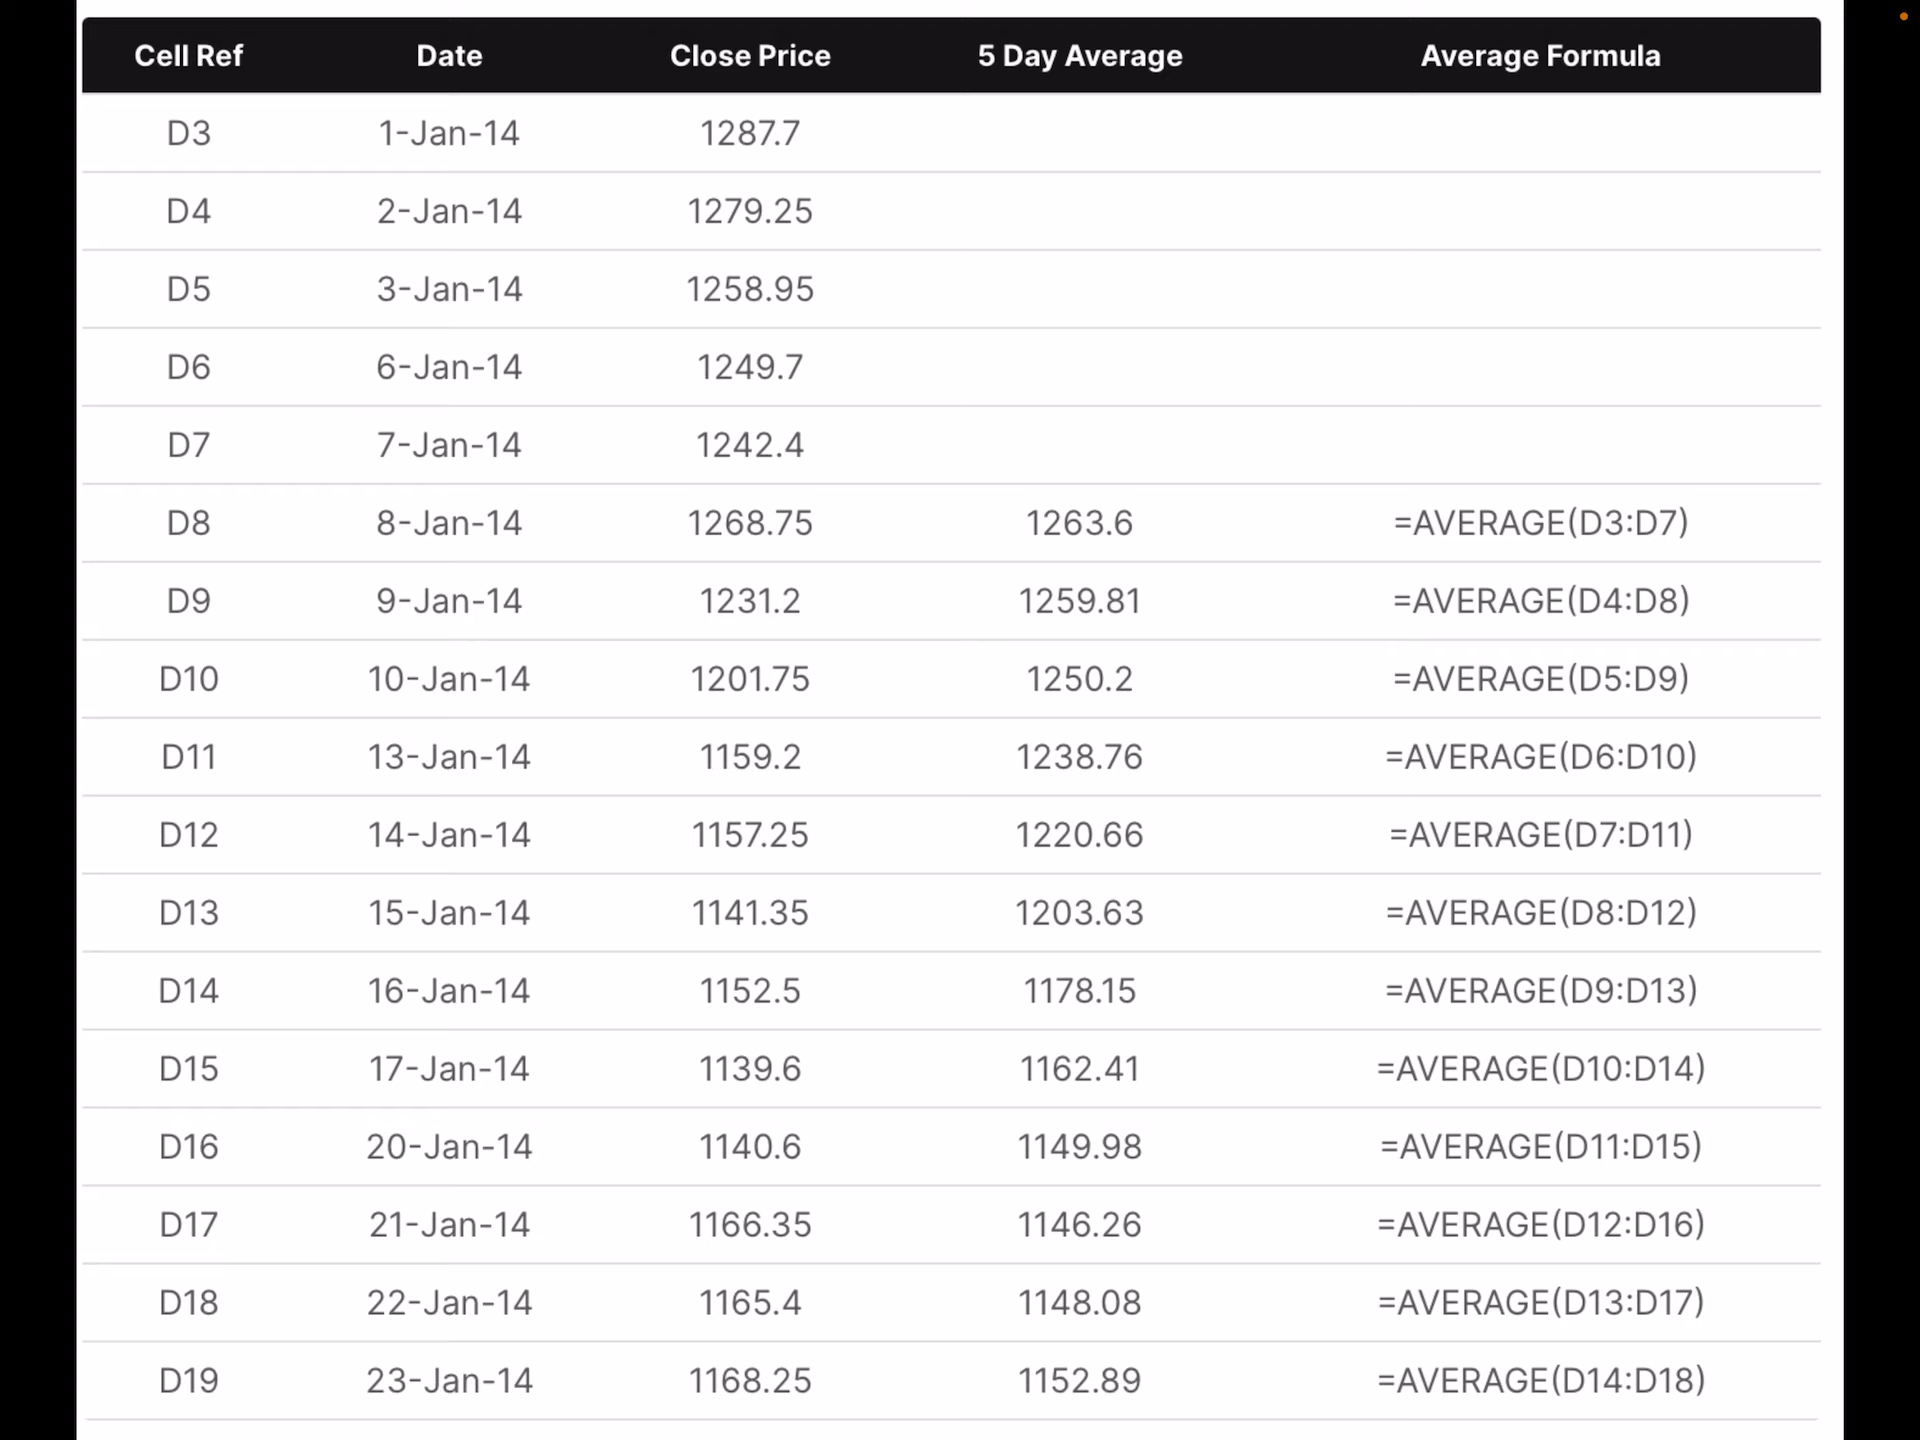 Cell Ref Date Close Price 5 Day Average Average Formula
D3 1-Jan-14 1287.7
D4 2-Jan-14 1279.25
D5 3-Jan-14 1258.95
D6 6-Jan-14 1249.7
D7 7-Jan-14 1242.4
D8 8-Jan-14 1268.75 1263.6 =AVERAGE(D3:D7)
D9 9-Jan-14 1231.2 1259.81 =AVERAGE(D4:D8)
D10 10-Jan-14 1201.75 1250.2 =AVERAGE(D5:D9)
D11 13-Jan-14 1159.2 1238.76 =AVERAGE(D6:D10)
D12 14-Jan-14 1157.25 1220.66 =AVERAGE(D7:D11)
D13 15-Jan-14 1141.35 1203.63 =AVERAGE(D8:D12)
D14 16-Jan-14 1152.5 1178.15 =AVERAGE(D9:D13)
D15 17-Jan-14 1139.6 1162.41 =AVERAGE(D10:D14)
D16 20-Jan-14 1140.6 1149.98 =AVERAGE(D11:D15)
D17 21-Jan-14 1166.35 1146.26 =AVERAGE(D12:D16)
D18 22-Jan-14 1165.4 1148.08 =AVERAGE(D13:D17)
D19 23-Jan-14 1168.25 1152.89 =AVERAGE(D14:D18)